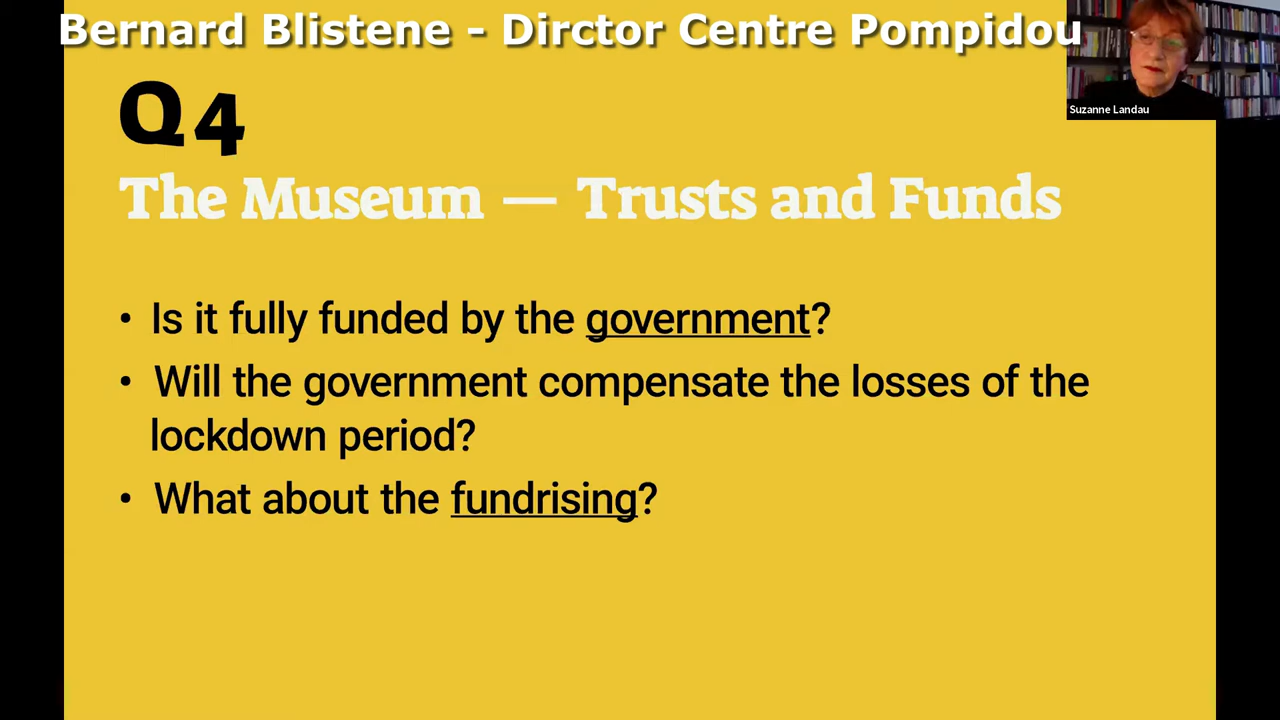 Bernard Blistene - Dirctor Centre Pompidou
Suzanne Landau
Q4
The Museum — Trusts and Funds
• Is it fully funded by the government?
• Will the government compensate the losses of the
lockdown period?
• What about the fundrising?